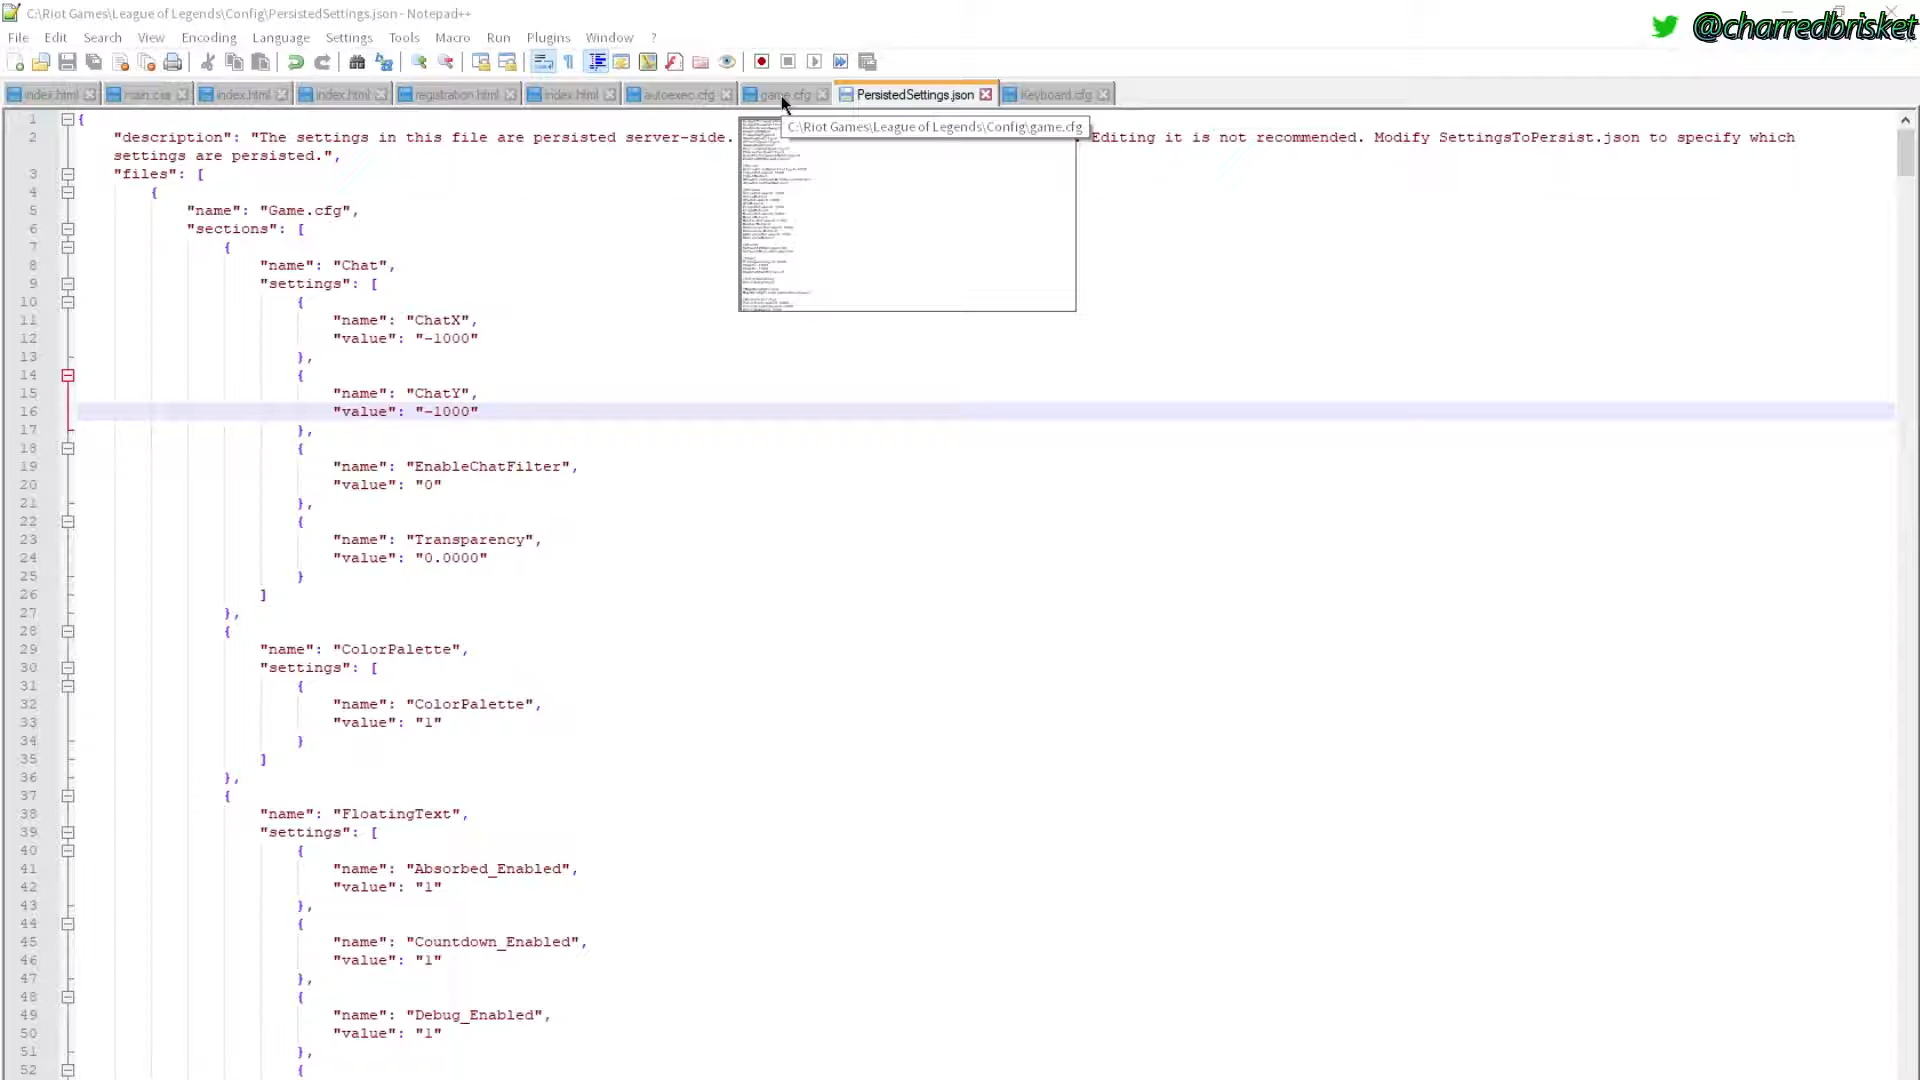 C:\Riot Games\League of Legends\Config\PersistedSettings.json - Notepad++
@charredbrisket
File Edit Search View Encoding Language Settings Tools Macro Run Plugins Window ?
index.html main.css index.html index.html registration.html index.html autoexec.cfg game.cfg PersistedSettings.json Keyboard.cfg
C:\Riot Games\League of Legends\Config\game.cfg
1 {
2 "description": "The settings in this file are persisted server-side. Editing it is not recommended. Modify SettingsToPersist.json to specify which
settings are persisted.",
3 "files": [
4 {
5 "name": "Game.cfg",
6 "sections": [
7 {
8 "name": "Chat",
9 "settings": [
10 {
11 "name": "ChatX",
12 "value": "-1000"
13 },
14 {
15 "name": "ChatY",
16 "value": "-1000"
17 },
18 {
19 "name": "EnableChatFilter",
20 "value": "0"
21 },
22 {
23 "name": "Transparency",
24 "value": "0.0000"
25 }
26 ]
27 },
28 {
29 "name": "ColorPalette",
30 "settings": [
31 {
32 "name": "ColorPalette",
33 "value": "1"
34 }
35 ]
36 },
37 {
38 "name": "FloatingText",
39 "settings": [
40 {
41 "name": "Absorbed_Enabled",
42 "value": "1"
43 },
44 {
45 "name": "Countdown_Enabled",
46 "value": "1"
47 },
48 {
49 "name": "Debug_Enabled",
50 "value": "1"
51 },
52 {